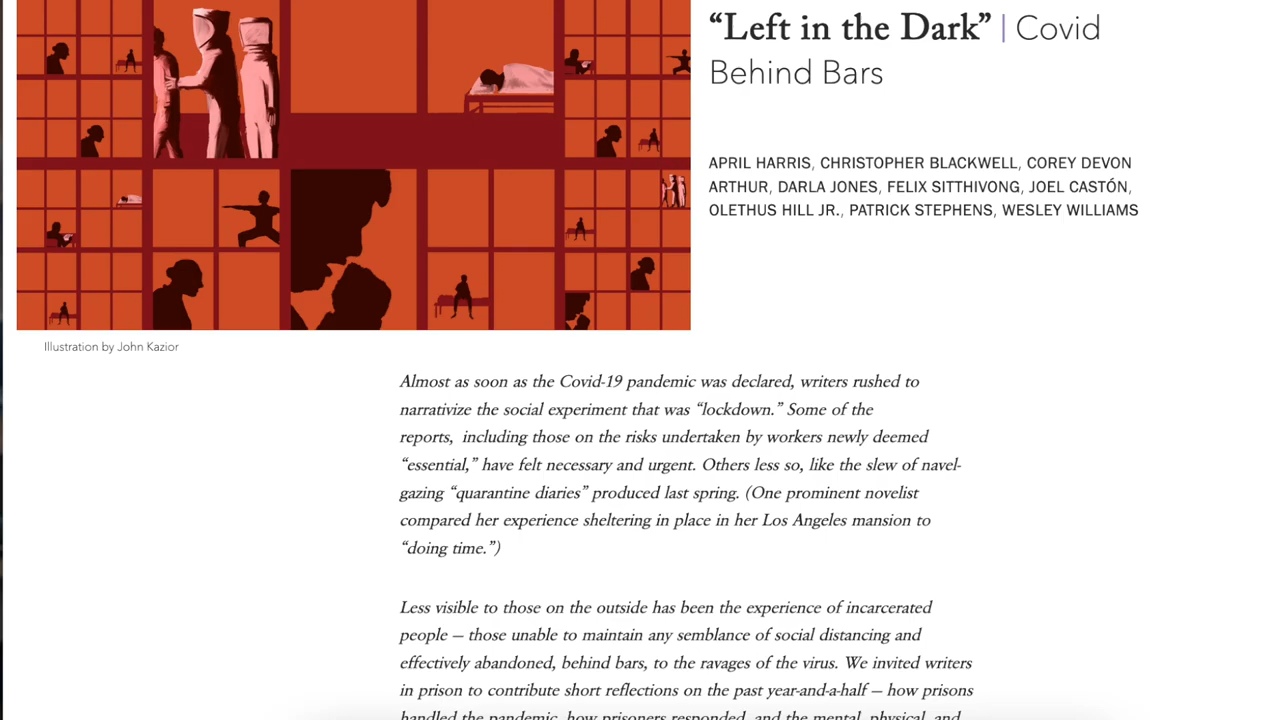 “Left in the Dark” | Covid
Behind Bars
APRIL HARRIS, CHRISTOPHER BLACKWELL, COREY DEVON
ARTHUR, DARLA JONES, FELIX SITTHIVONG, JOEL CASTÓN,
OLETHUS HILL JR., PATRICK STEPHENS, WESLEY WILLIAMS
Illustration by John Kazior
Almost as soon as the Covid-19 pandemic was declared, writers rushed to
narrativize the social experiment that was “lockdown.” Some of the
reports, including those on the risks undertaken by workers newly deemed
“essential,” have felt necessary and urgent. Others less so, like the slew of navel-
gazing “quarantine diaries” produced last spring. (One prominent novelist
compared her experience sheltering in place in her Los Angeles mansion to
“doing time.”)
Less visible to those on the outside has been the experience of incarcerated
people — those unable to maintain any semblance of social distancing and
effectively abandoned, behind bars, to the ravages of the virus. We invited writers
in prison to contribute short reflections on the past year-and-a-half — how prisons
handled the pandemic, how prisoners responded, and the mental, physical, and